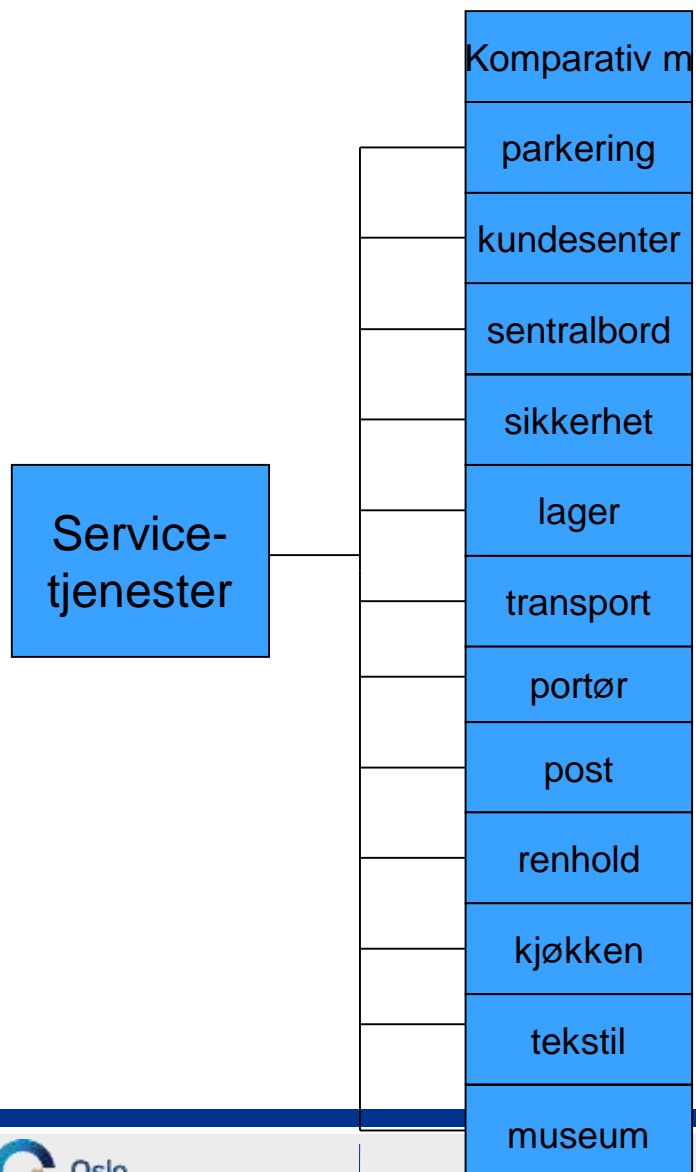 Komparativ m
parkering
kundesenter
sentralbord
sikkerhet
lager
Service-
tjenester
transport
portør
post
renhold
kjøkken
tekstil
museum
Oslo